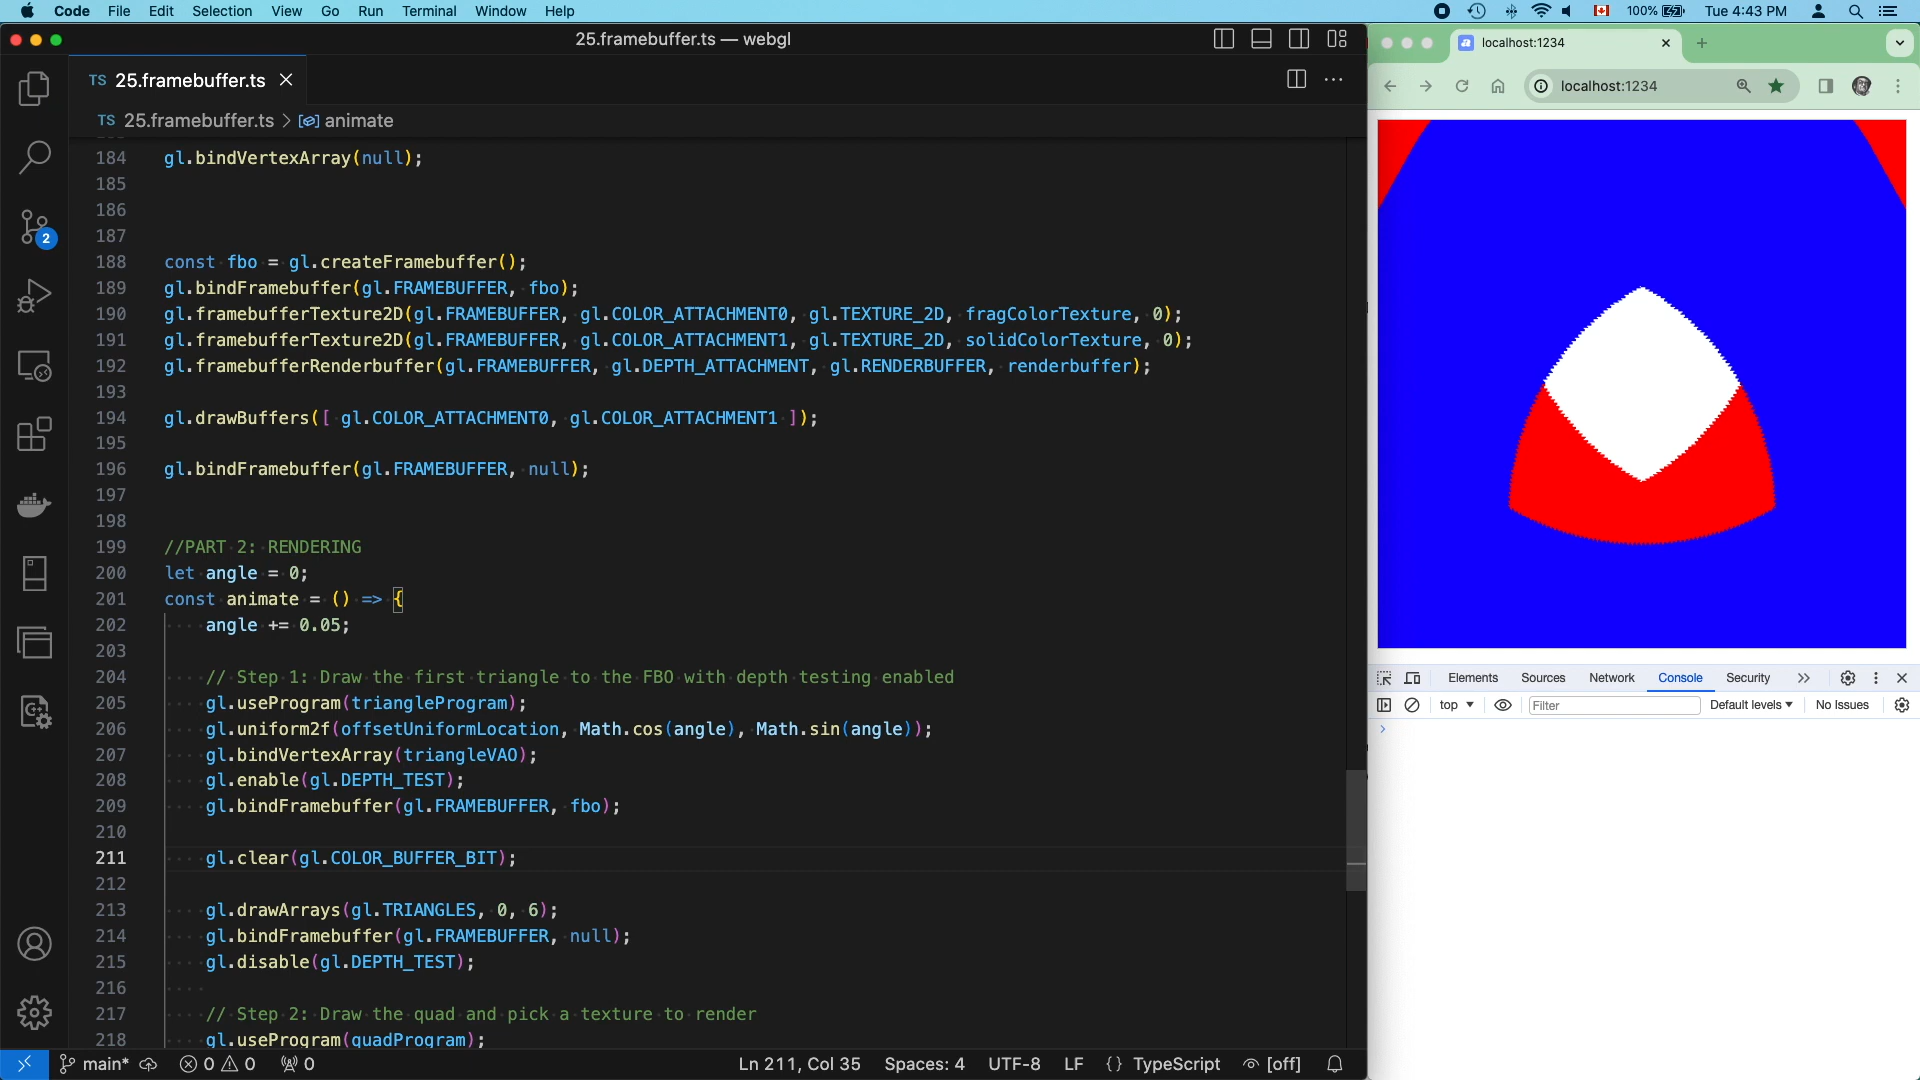 Code File Edit Selection View Go Run Terminal Window Help 100% Tue 4:43 PM
25.framebuffer.ts — webgl
localhost:1234
TS 25.framebuffer.ts
localhost:1234
TS 25.framebuffer.ts > animate
184 gl.bindVertexArray(null);
185
186
187
188 const fbo = gl.createFramebuffer();
189 gl.bindFramebuffer(gl.FRAMEBUFFER, fbo);
190 gl.framebufferTexture2D(gl.FRAMEBUFFER, gl.COLOR_ATTACHMENT0, gl.TEXTURE_2D, fragColorTexture, 0);
191 gl.framebufferTexture2D(gl.FRAMEBUFFER, gl.COLOR_ATTACHMENT1, gl.TEXTURE_2D, solidColorTexture, 0);
192 gl.framebufferRenderbuffer(gl.FRAMEBUFFER, gl.DEPTH_ATTACHMENT, gl.RENDERBUFFER, renderbuffer);
193
194 gl.drawBuffers([ gl.COLOR_ATTACHMENT0, gl.COLOR_ATTACHMENT1 ]);
195
196 gl.bindFramebuffer(gl.FRAMEBUFFER, null);
197
198
199 //PART 2: RENDERING
200 let angle = 0;
201 const animate = () => {
202 angle += 0.05;
203
204 // Step 1: Draw the first triangle to the FBO with depth testing enabled
205 gl.useProgram(triangleProgram);
206 gl.uniform2f(offsetUniformLocation, Math.cos(angle), Math.sin(angle));
207 gl.bindVertexArray(triangleVAO);
208 gl.enable(gl.DEPTH_TEST);
209 gl.bindFramebuffer(gl.FRAMEBUFFER, fbo);
210
211 gl.clear(gl.COLOR_BUFFER_BIT);
212
213 gl.drawArrays(gl.TRIANGLES, 0, 6);
214 gl.bindFramebuffer(gl.FRAMEBUFFER, null);
215 gl.disable(gl.DEPTH_TEST);
216
217 // Step 2: Draw the quad and pick a texture to render
218 gl.useProgram(quadProgram);
2
Elements Sources Network Console Security
top Filter Default levels No Issues
main* 0 0 0 Ln 211, Col 35 Spaces: 4 UTF-8 LF {} TypeScript [off]